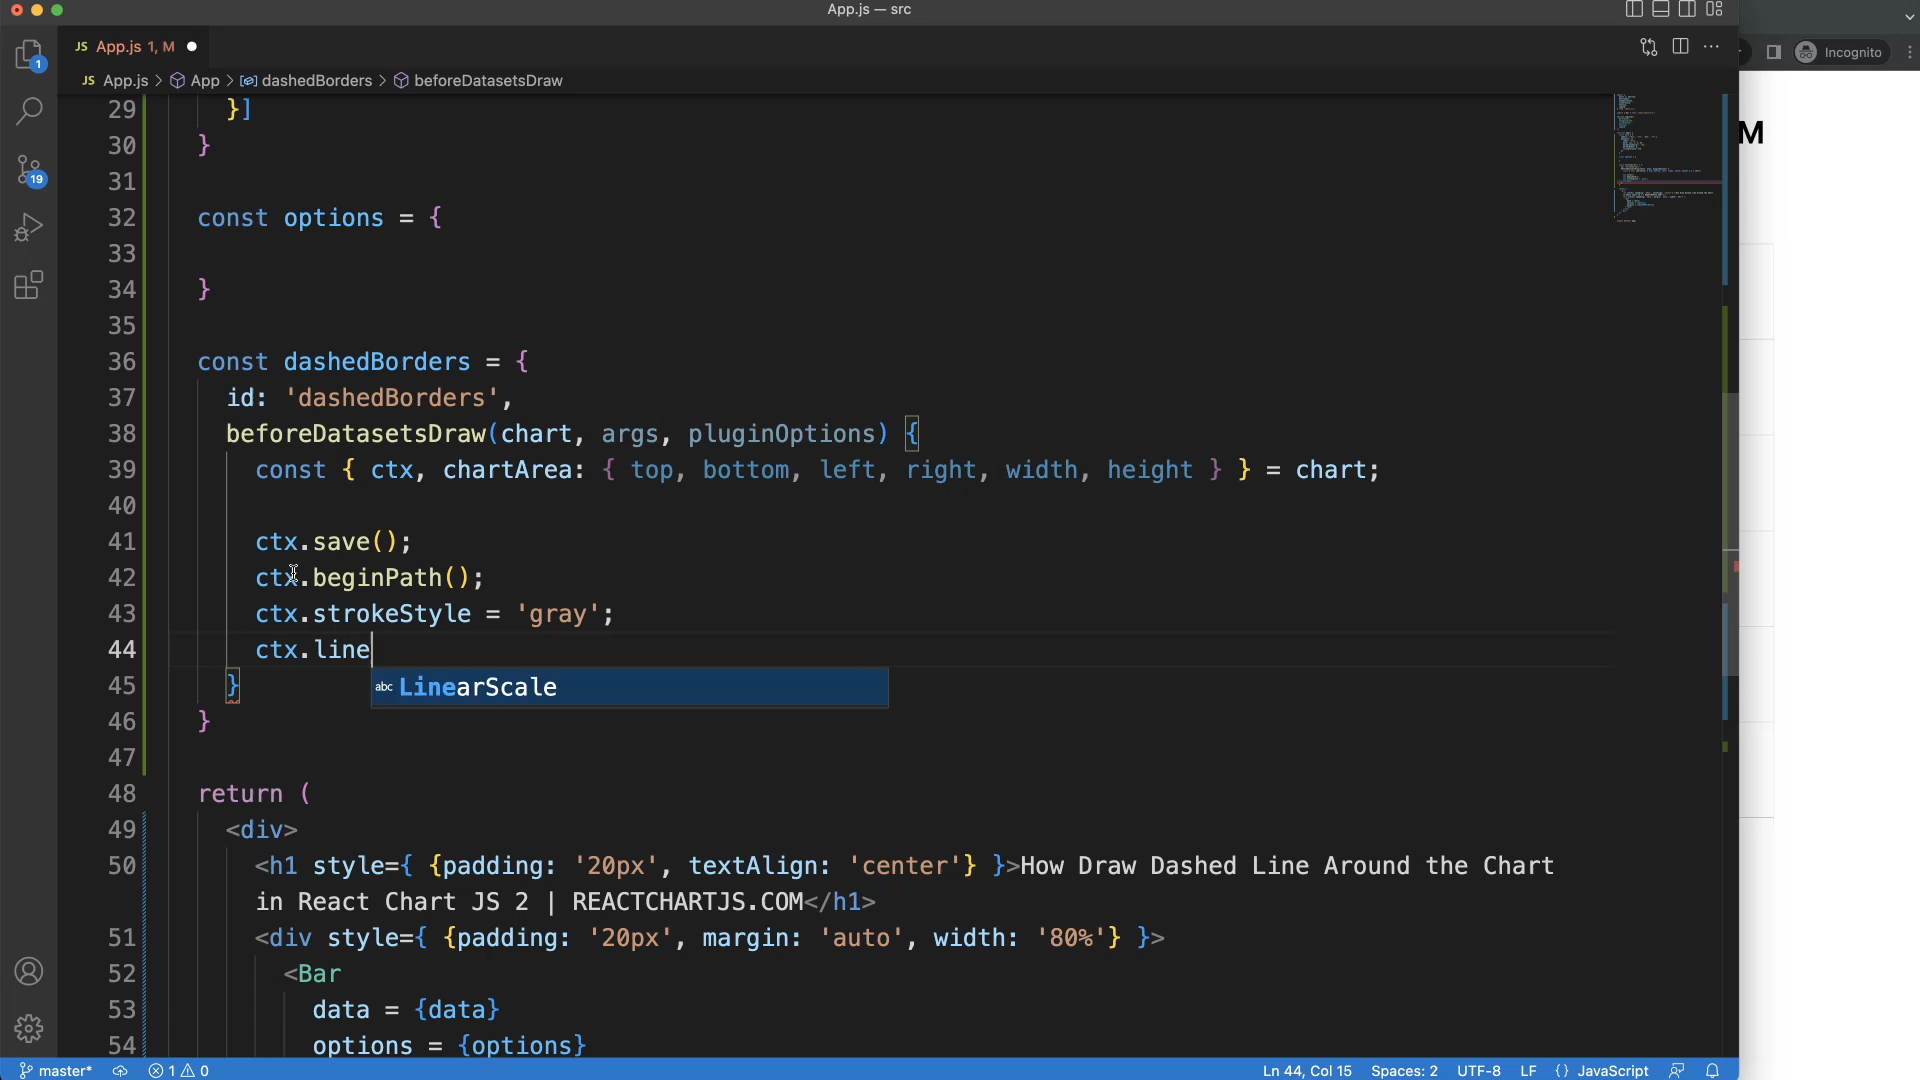 App.js — src
JS App.js 1, M
Incognito
JS App.js > App > dashedBorders > beforeDatasetsDraw
1
19
M
29 }]
30 }
31
32 const options = {
33
34 }
35
36 const dashedBorders = {
37 id: 'dashedBorders',
38 beforeDatasetsDraw(chart, args, pluginOptions) {
39 const { ctx, chartArea: { top, bottom, left, right, width, height } } = chart;
40
41 ctx.save();
42 ctx.beginPath();
43 ctx.strokeStyle = 'gray';
44 ctx.line
45 }
abc LinearScale
46 }
47
48 return (
49 <div>
50 <h1 style={ {padding: '20px', textAlign: 'center'} }>How Draw Dashed Line Around the Chart
in React Chart JS 2 | REACTCHARTJS.COM</h1>
51 <div style={ {padding: '20px', margin: 'auto', width: '80%'} }>
52 <Bar
53 data = {data}
54 options = {options}
master* 1 0 Ln 44, Col 15 Spaces: 2 UTF-8 LF {} JavaScript